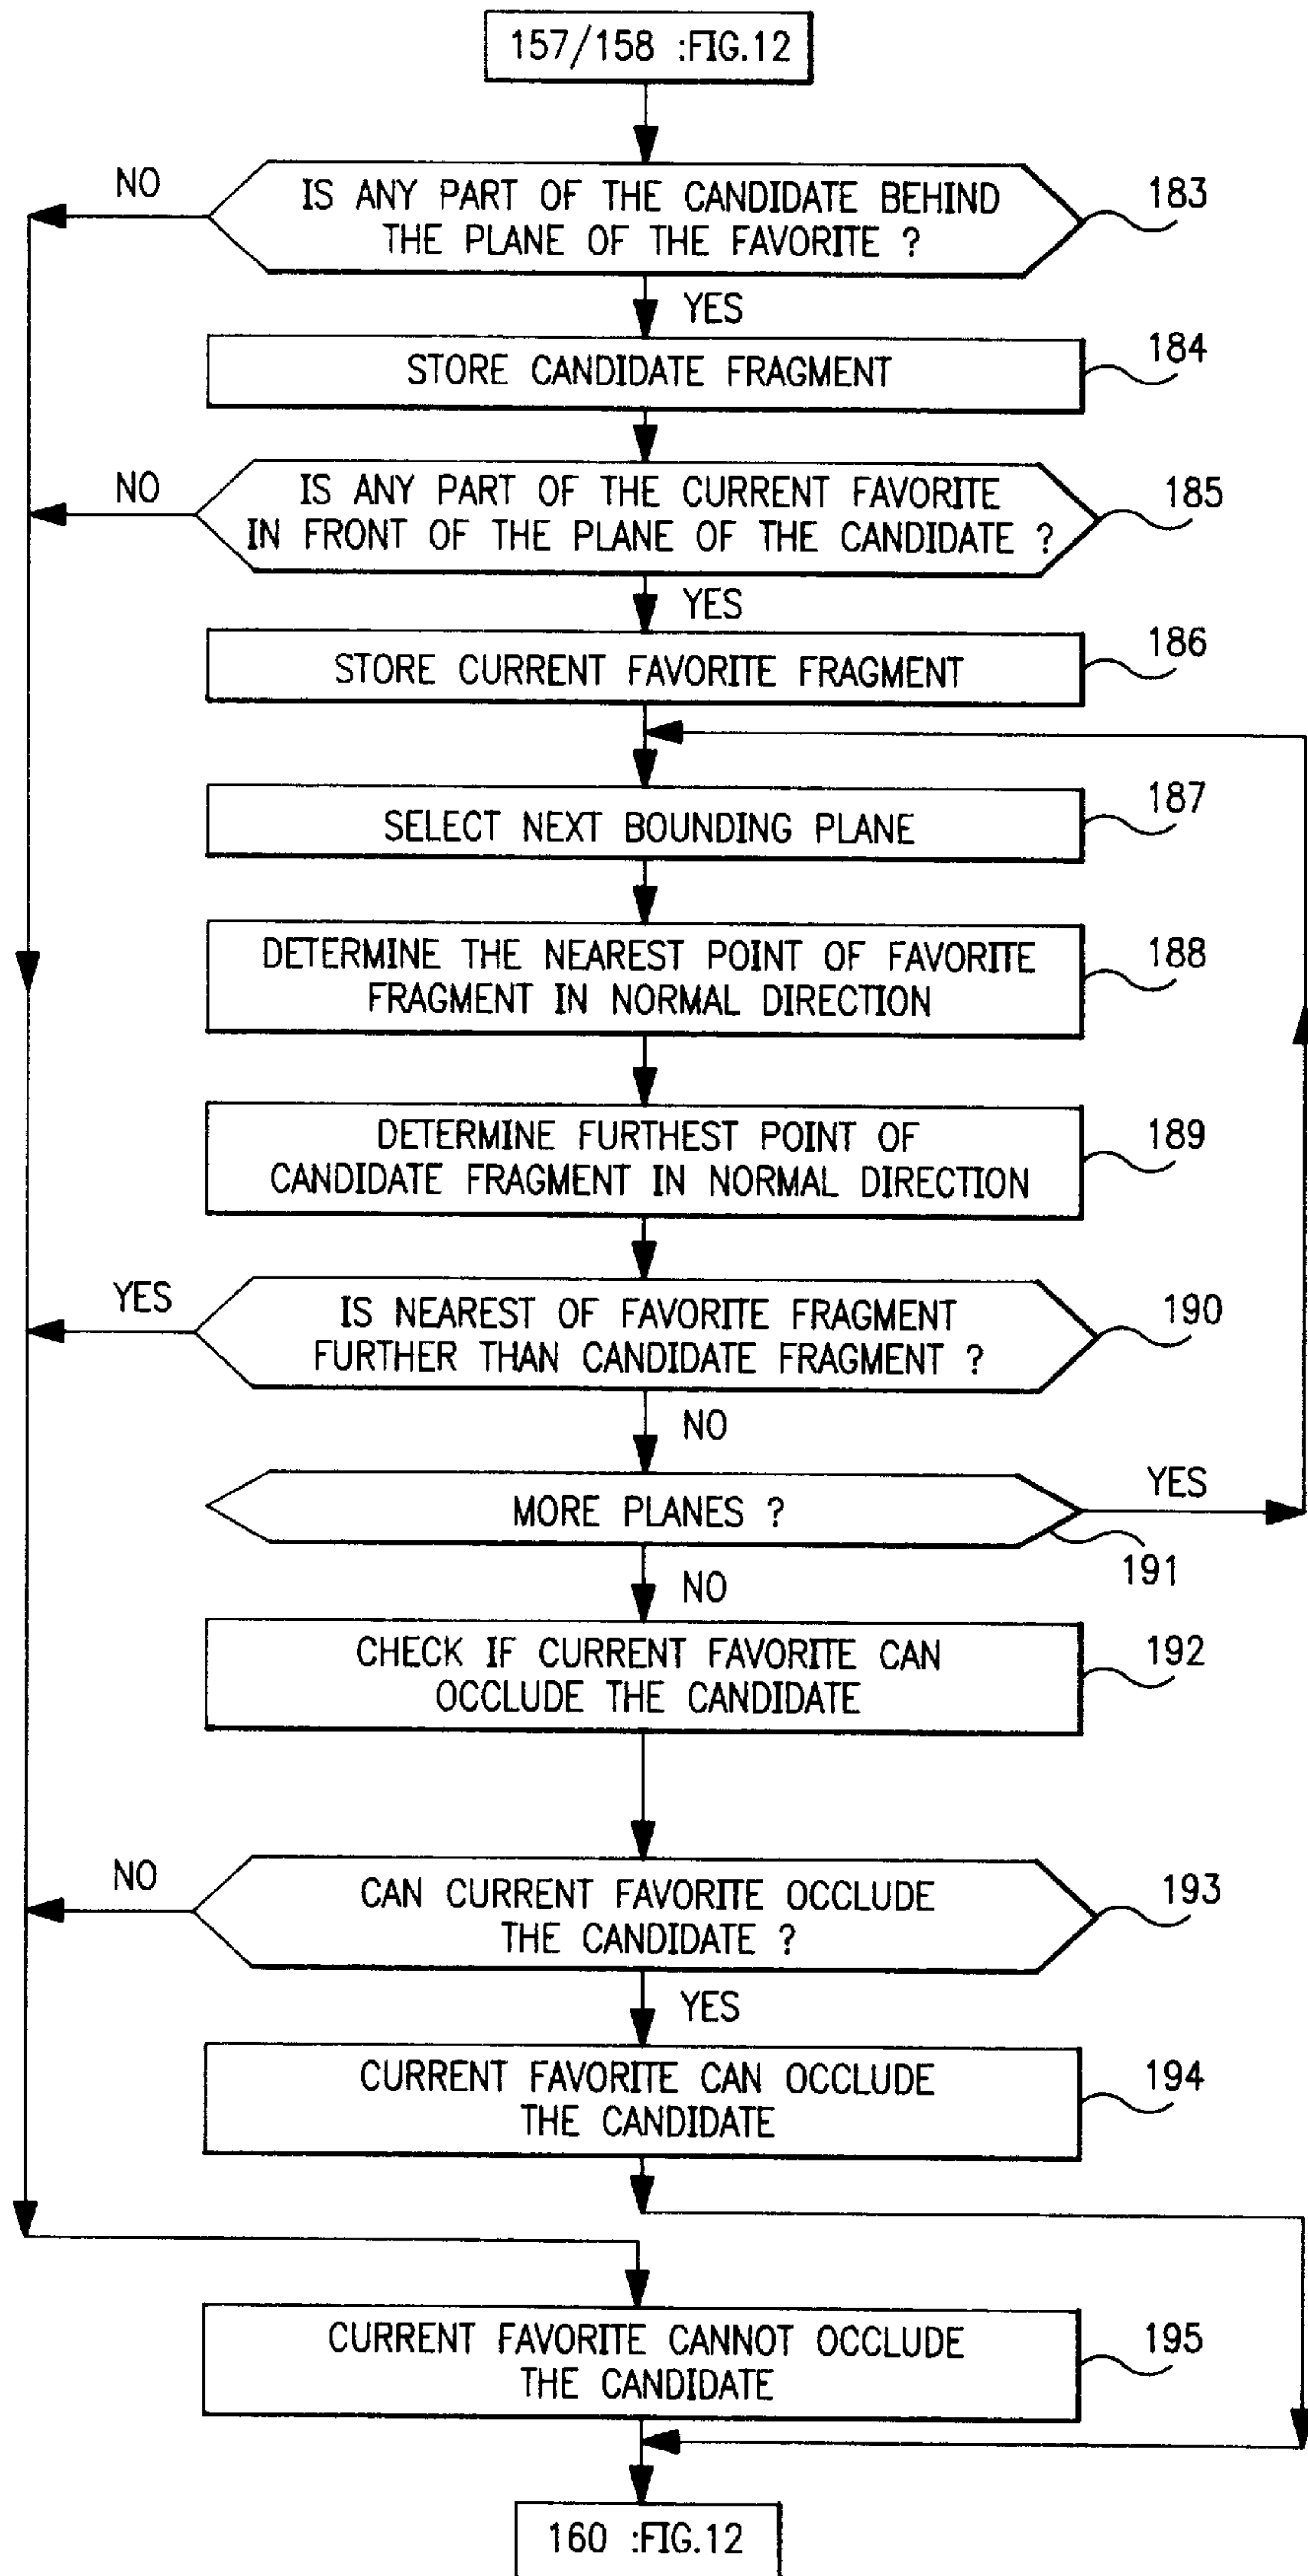 157/158 :FIG.12
NO
IS ANY PART OF THE CANDIDATE BEHIND
THE PLANE OF THE FAVORITE ?
183
YES
STORE CANDIDATE FRAGMENT
184
NO
IS ANY PART OF THE CURRENT FAVORITE
IN FRONT OF THE PLANE OF THE CANDIDATE ?
185
YES
STORE CURRENT FAVORITE FRAGMENT
186
SELECT NEXT BOUNDING PLANE
187
DETERMINE THE NEAREST POINT OF FAVORITE
FRAGMENT IN NORMAL DIRECTION
188
DETERMINE FURTHEST POINT OF
CANDIDATE FRAGMENT IN NORMAL DIRECTION
189
YES
IS NEAREST OF FAVORITE FRAGMENT
FURTHER THAN CANDIDATE FRAGMENT ?
190
NO
MORE PLANES ?
YES
191
NO
CHECK IF CURRENT FAVORITE CAN
OCCLUDE THE CANDIDATE
192
NO
CAN CURRENT FAVORITE OCCLUDE
THE CANDIDATE ?
193
YES
CURRENT FAVORITE CAN OCCLUDE
THE CANDIDATE
194
CURRENT FAVORITE CANNOT OCCLUDE
THE CANDIDATE
195
160 :FIG.12